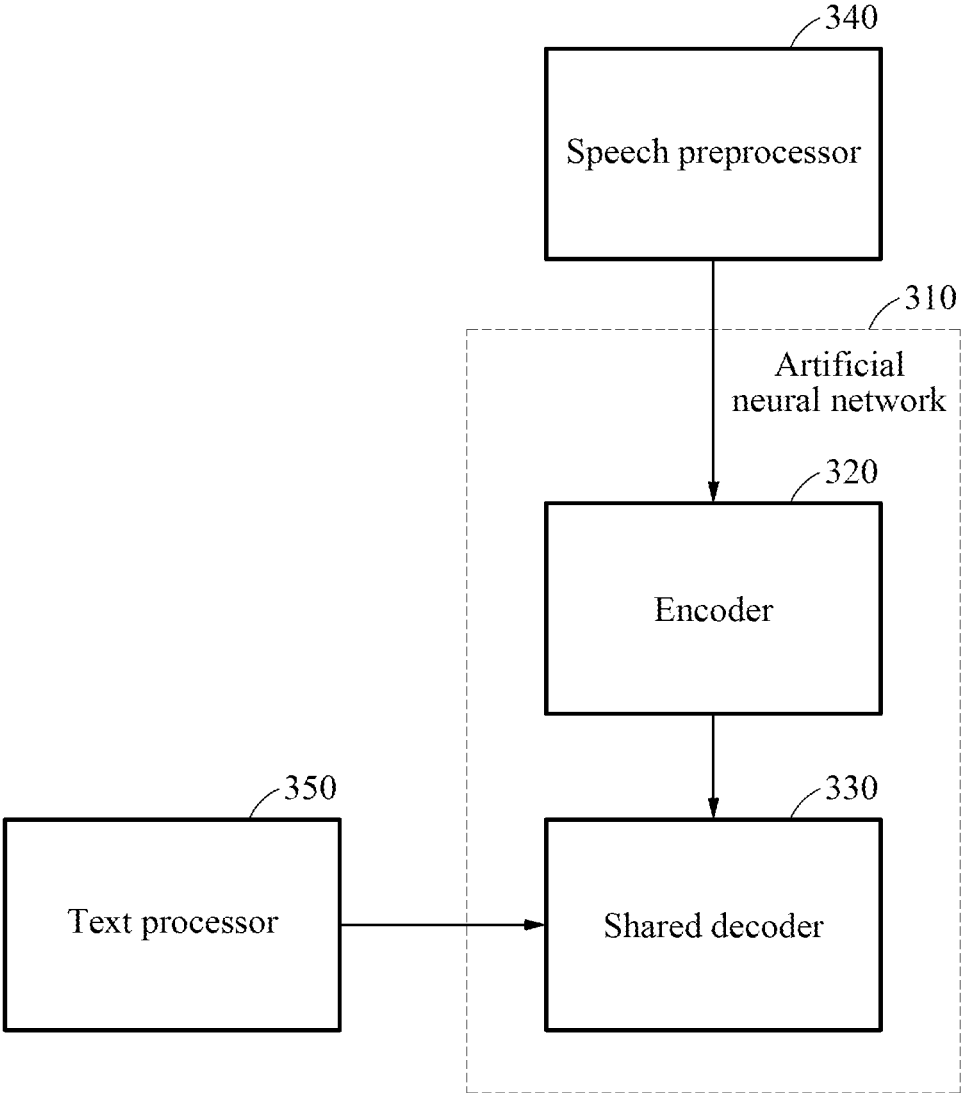 340
Speech preprocessor
310
Artificial
neural network
320
Encoder
350
330
Text processor
Shared decoder